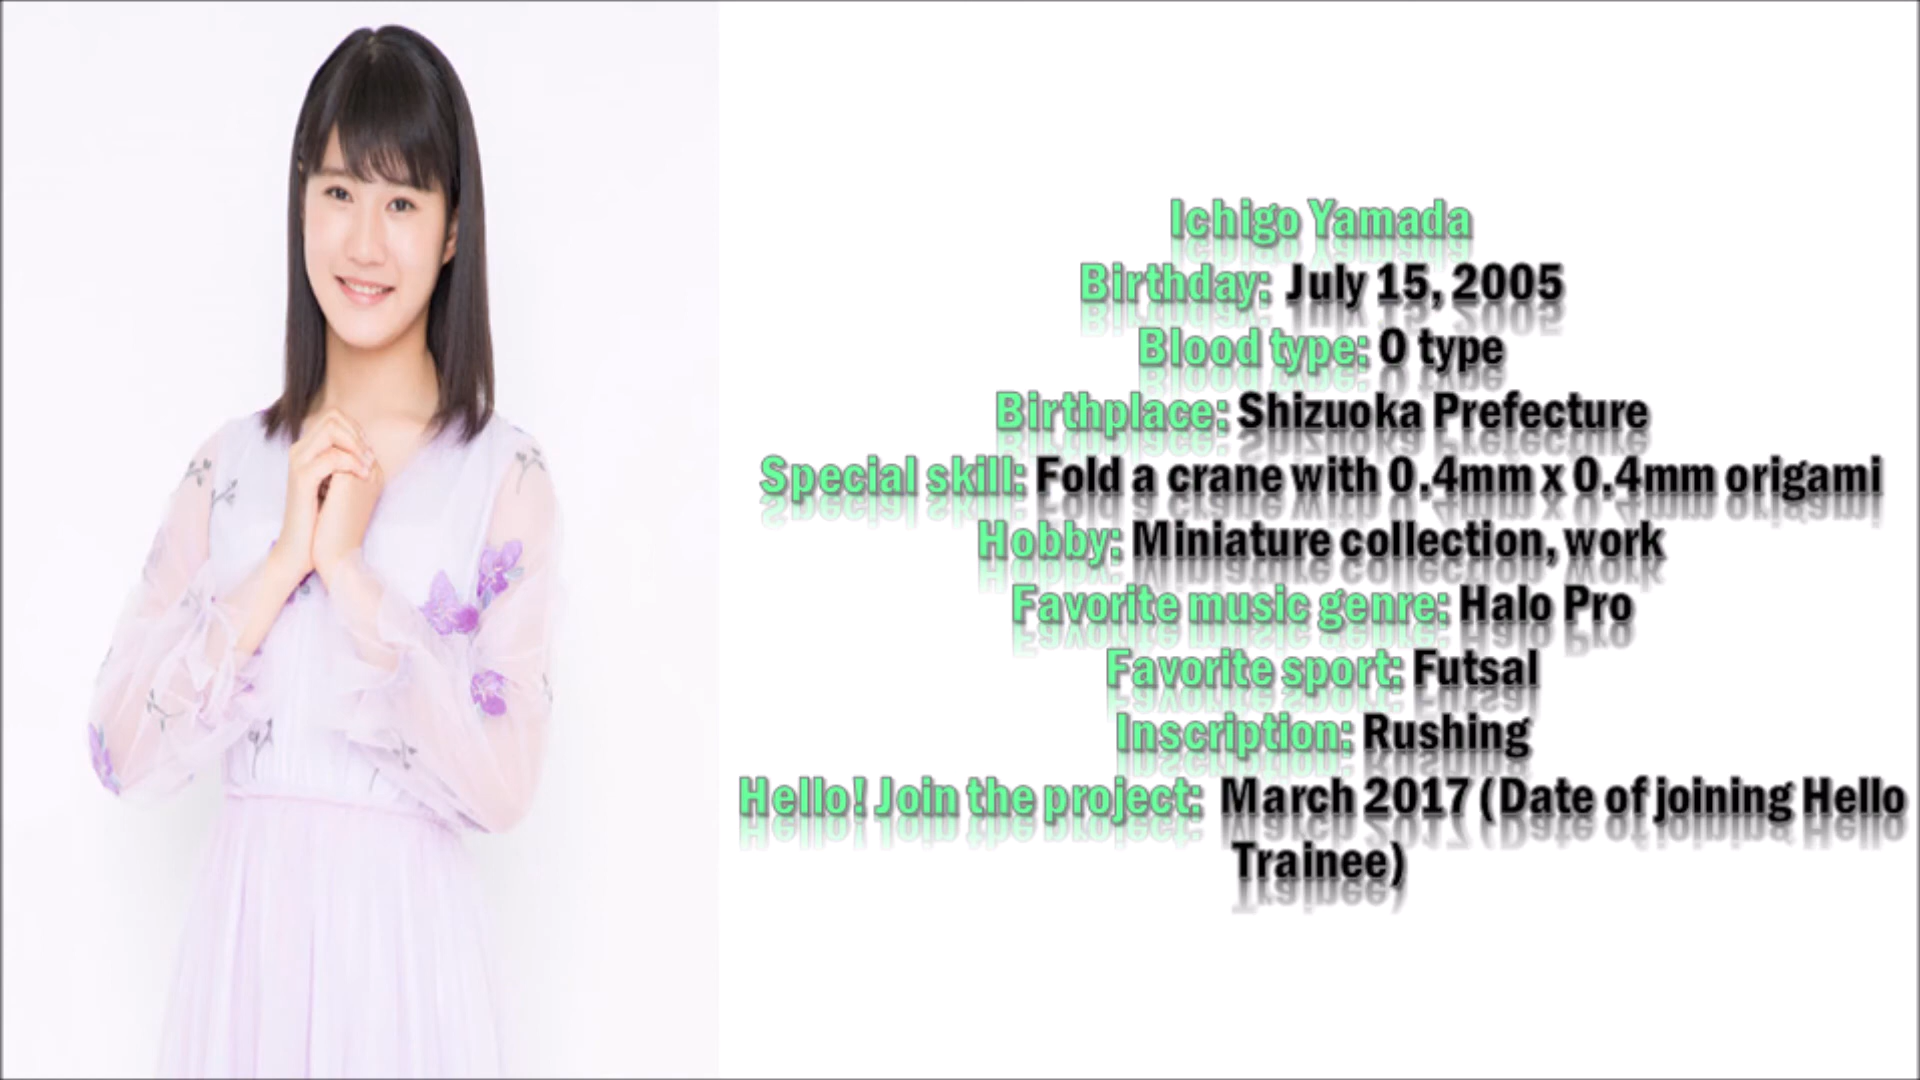 Ichigo Yamada
Birthday: July 15, 2005
Blood type: O type
Birthplace: Shizuoka Prefecture
Special skill: Fold a crane with 0.4mm x 0.4mm origami
Hobby: Miniature collection, work
Favorite music genre: Halo Pro
Favorite sport: Futsal
Inscription: Rushing
Hello! Join the project: March 2017 (Date of joining Hello
Trainee)